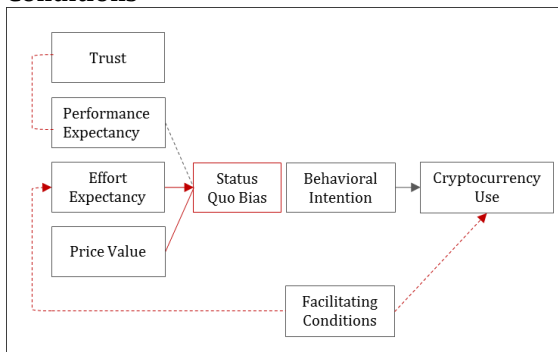 Conditions
Trust
Performance
Expectancy
Effort
Expectancy
Status
Quo Bias
Behavioral
Intention
Cryptocurrency
Use
Price Value
Facilitating
Conditions